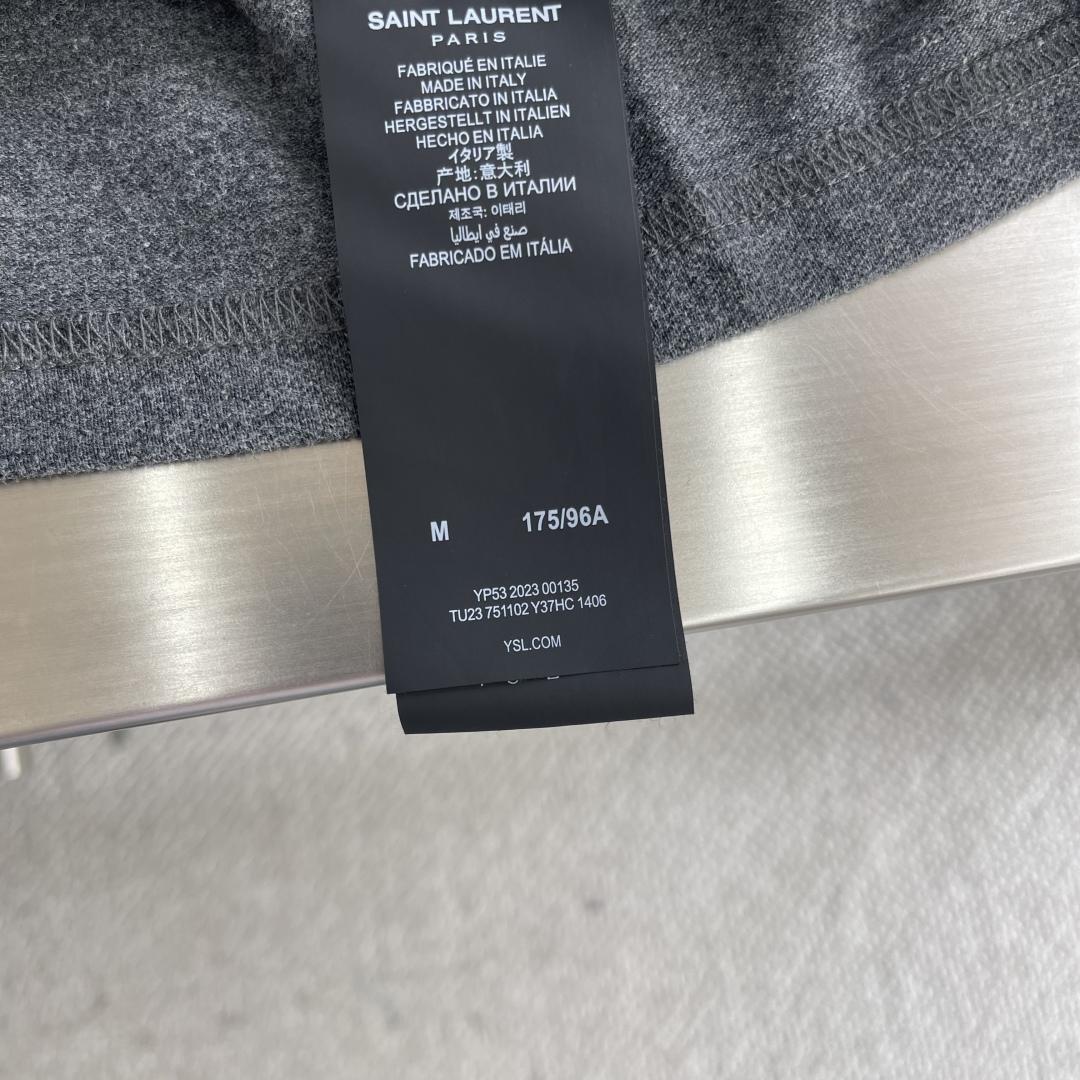 SAINT LAURENT
PARIS
FABRIQUÉ EN ITALIE
MADE IN ITALY
FABBRICATO IN ITALIA
HERGESTELLT IN ITALIEN
HECHO EN ITALIA
イタリア製
产地:意大利
СДЕЛАНО В ИТАЛИИ
제조국: 이태리
صنع في ايطاليا
FABRICADO EM ITÁLIA
M 175/96A
YP53 2023 00135
TU23 751102 Y37HC 1406
YSL.COM